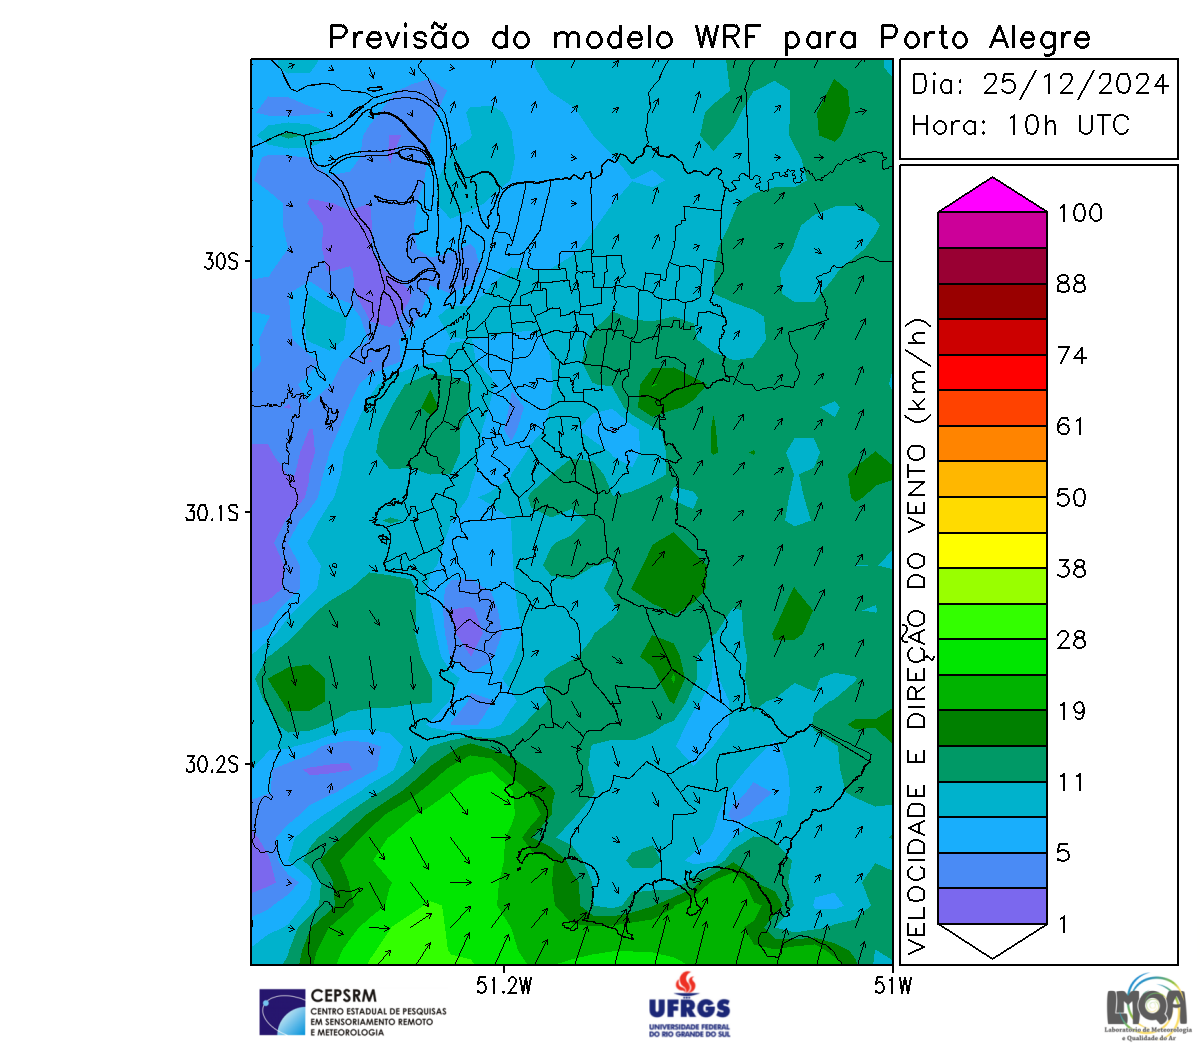 Previsão do modelo WRF para Porto Alegre
Dia: 25/12/2024
Hora: 10h UTC
30S
30.1S
30.2S
51.2W
51W
VELOCIDADE E DIREÇÃO DO VENTO (km/h)
100
88
74
61
50
38
28
19
11
5
1
CEPSRM
CENTRO ESTADUAL DE PESQUISAS
EM SENSORIAMENTO REMOTO
E METEOROLOGIA
UFRGS
UNIVERSIDADE FEDERAL
DO RIO GRANDE DO SUL
LMQA
Laboratório de Meteorologia
e Qualidade do Ar